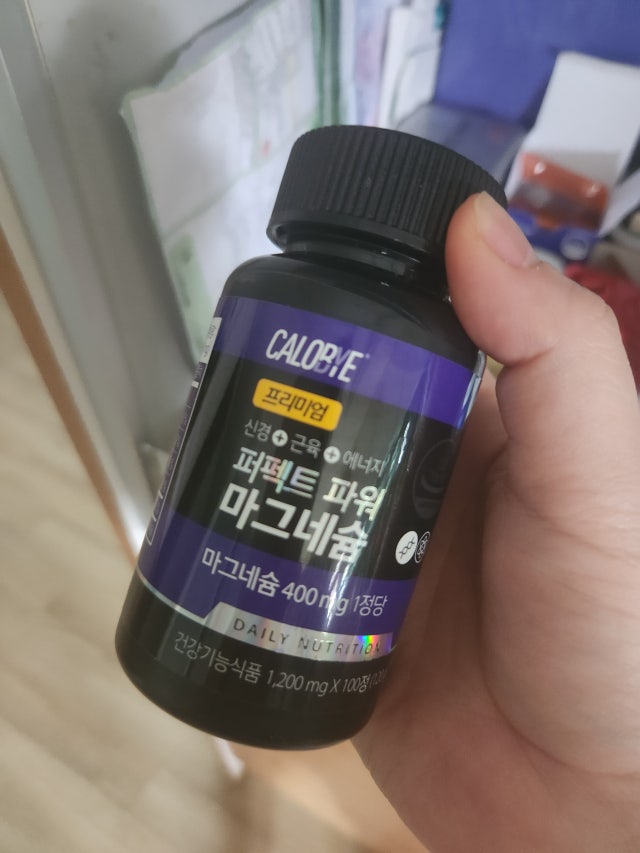 CALOBYE
프리미엄
신경 + 근육 + 에너지
퍼펙트 파워
마그네슘
마그네슘 400 mg 1정당
DAILY NUTRITION
건강기능식품 1,200 mg X 100정